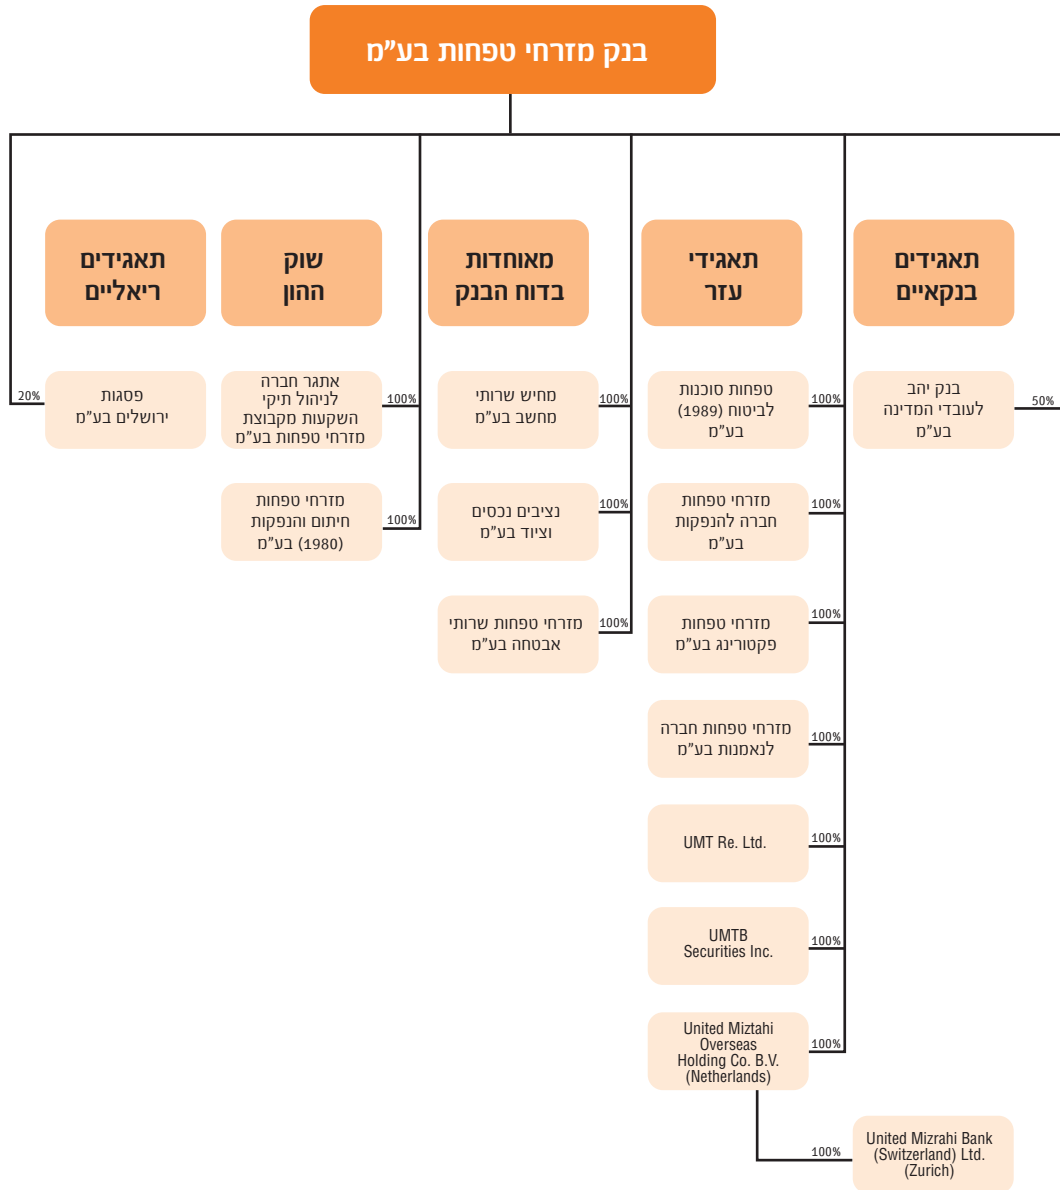 בנק מזרחי טפחות בע"מ
תאגידים
בנקאיים
תאגידי
עזר
מאוחדות
בדוח הבנק
שוק
ההון
תאגידים
ריאליים
50%
בנק יהב
לעובדי המדינה
בע"מ
100%
טפחות סוכנות
לביטוח (1989)
בע"מ
100%
מזרחי טפחות
חברה להנפקות
בע"מ
100%
מזרחי טפחות
פקטורינג בע"מ
100%
מזרחי טפחות חברה
לנאמנות בע"מ
100%
UMT Re. Ltd.
100%
UMTB
Securities Inc.
100%
United Miztahi
Overseas
Holding Co. B.V.
(Netherlands)
100%
United Mizrahi Bank
(Switzerland) Ltd.
(Zurich)
100%
מחיש שרותי
מחשב בע"מ
100%
נציבים נכסים
וציוד בע"מ
100%
מזרחי טפחות שרותי
אבטחה בע"מ
100%
אתגר חברה
לניהול תיקי
השקעות מקבוצת
מזרחי טפחות בע"מ
100%
מזרחי טפחות
חיתום והנפקות
(1980) בע"מ
20%
פסגות
ירושלים בע"מ